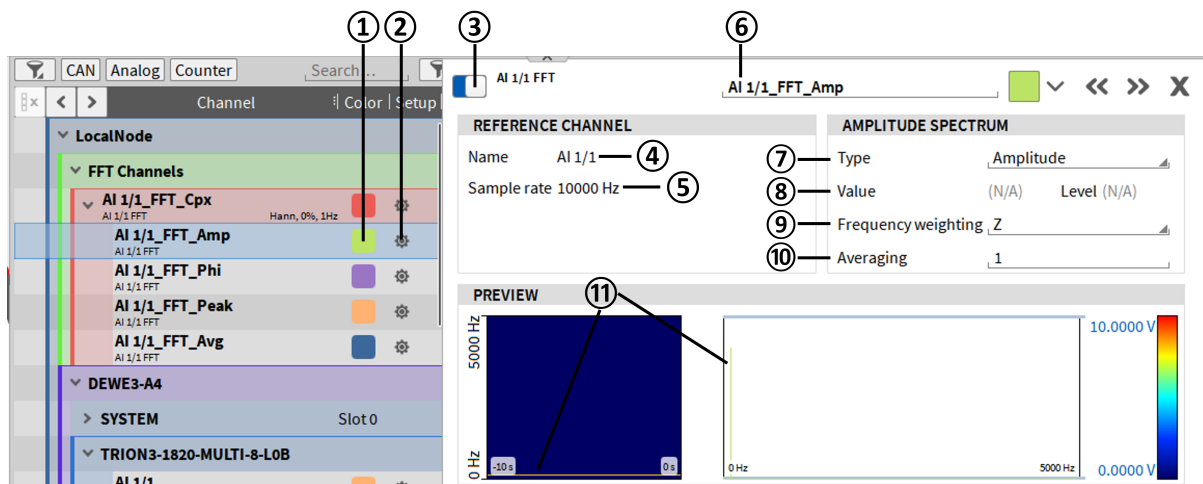 ① ② ③ ⑥
CAN Analog Counter Search...
AI 1/1 FFT
AI 1/1_FFT_Amp
Channel Color Setup
LocalNode
FFT Channels
AI 1/1_FFT_Cpx
AI 1/1 FFT Hann, 0%, 1Hz
AI 1/1_FFT_Amp
AI 1/1 FFT
AI 1/1_FFT_Phi
AI 1/1 FFT
AI 1/1_FFT_Peak
AI 1/1 FFT
AI 1/1_FFT_Avg
AI 1/1 FFT
DEWE3-A4
SYSTEM Slot 0
TRION3-1820-MULTI-8-L0B
AI 1/1
REFERENCE CHANNEL
Name AI 1/1 ④
Sample rate 10000 Hz ⑤
AMPLITUDE SPECTRUM
⑦ Type Amplitude
⑧ Value (N/A) Level (N/A)
⑨ Frequency weighting Z
⑩ Averaging 1
PREVIEW
⑪
5000 Hz
0 Hz
-10 s 0 s
0 Hz 5000 Hz
10.0000 V
0.0000 V